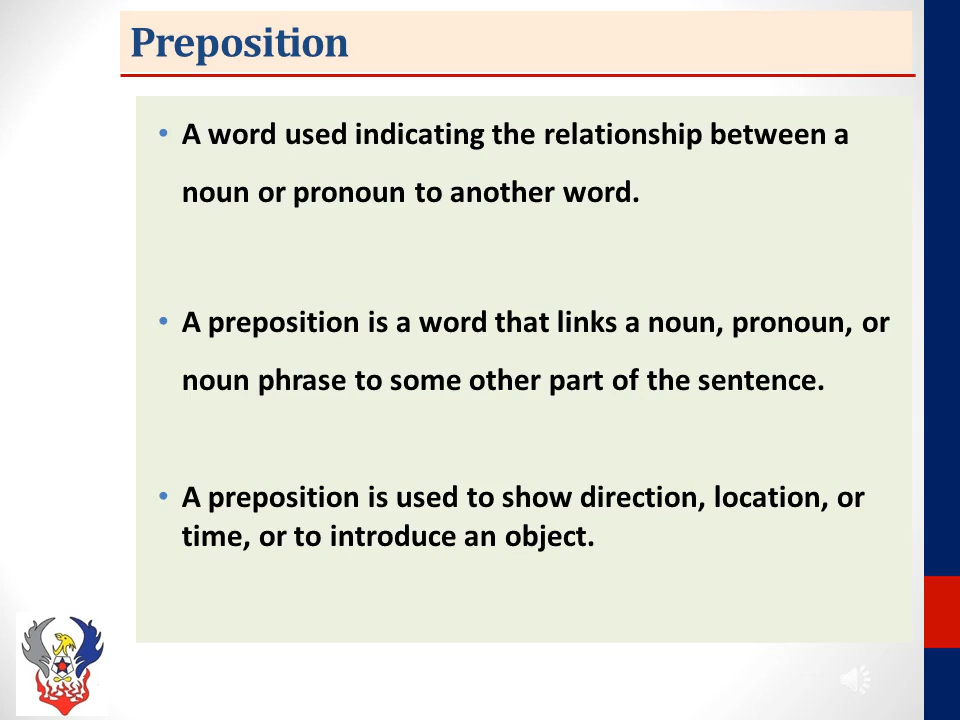 Preposition
• A word used indicating the relationship between a
noun or pronoun to another word.
• A preposition is a word that links a noun, pronoun, or
noun phrase to some other part of the sentence.
• A preposition is used to show direction, location, or
time, or to introduce an object.